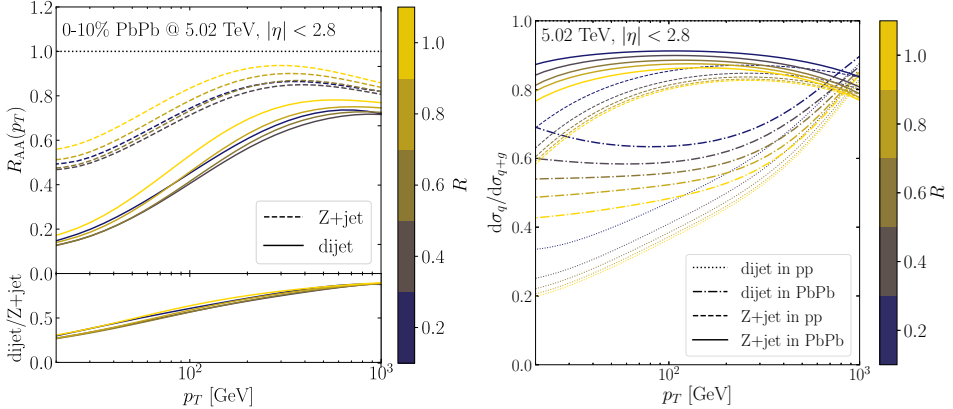 0-10% PbPb @ 5.02 TeV, |η| < 2.8
R_AA(p_T)
1.0
0.8
0.6
0.4
0.2
0.0
Z+jet
dijet
dijet/Z+jet
0.5
0.0
10^2
10^3
p_T [GeV]
1.0
0.8
0.6
0.4
0.2
R
5.02 TeV, |η| < 2.8
dσ_q/dσ_{q+g}
1.0
0.8
0.6
0.4
0.2
0.0
dijet in pp
dijet in PbPb
Z+jet in pp
Z+jet in PbPb
10^2
10^3
p_T [GeV]
1.0
0.8
0.6
0.4
0.2
R